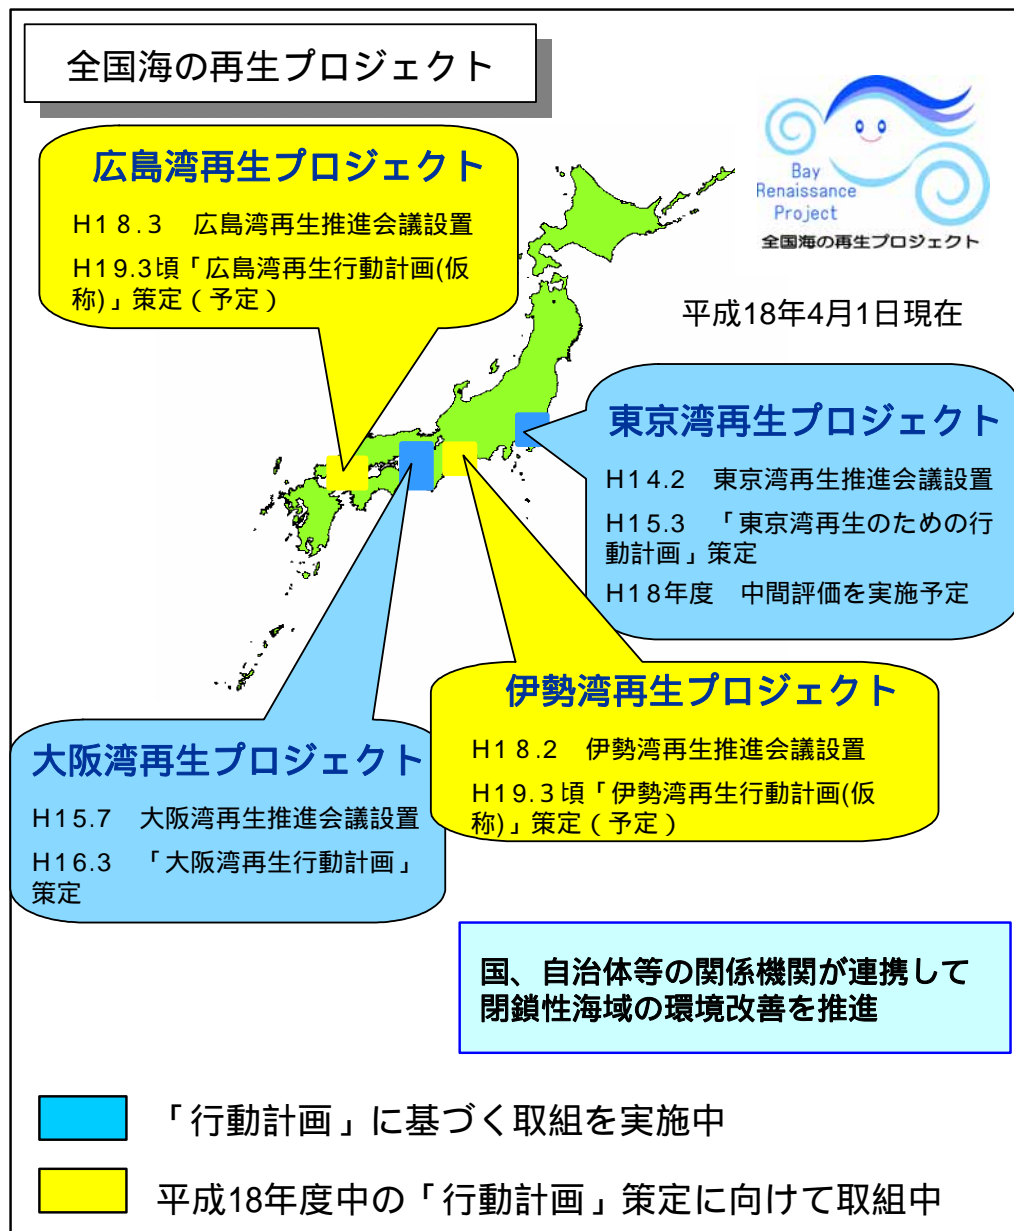 全国海の再生プロジェクト
Bay
Renaissance
Project
全国海の再生プロジェクト
平成18年4月1日現在
広島湾再生プロジェクト
H18.3　広島湾再生推進会議設置
H19.3頃「広島湾再生行動計画(仮
称)」策定（予定）
東京湾再生プロジェクト
H14.2　東京湾再生推進会議設置
H15.3　「東京湾再生のための行
動計画」策定
H18年度　中間評価を実施予定
伊勢湾再生プロジェクト
H18.2　伊勢湾再生推進会議設置
H19.3頃「伊勢湾再生行動計画(仮
称)」策定（予定）
大阪湾再生プロジェクト
H15.7　大阪湾再生推進会議設置
H16.3　「大阪湾再生行動計画」
策定
国、自治体等の関係機関が連携して
閉鎖性海域の環境改善を推進
「行動計画」に基づく取組を実施中
平成18年度中の「行動計画」策定に向けて取組中